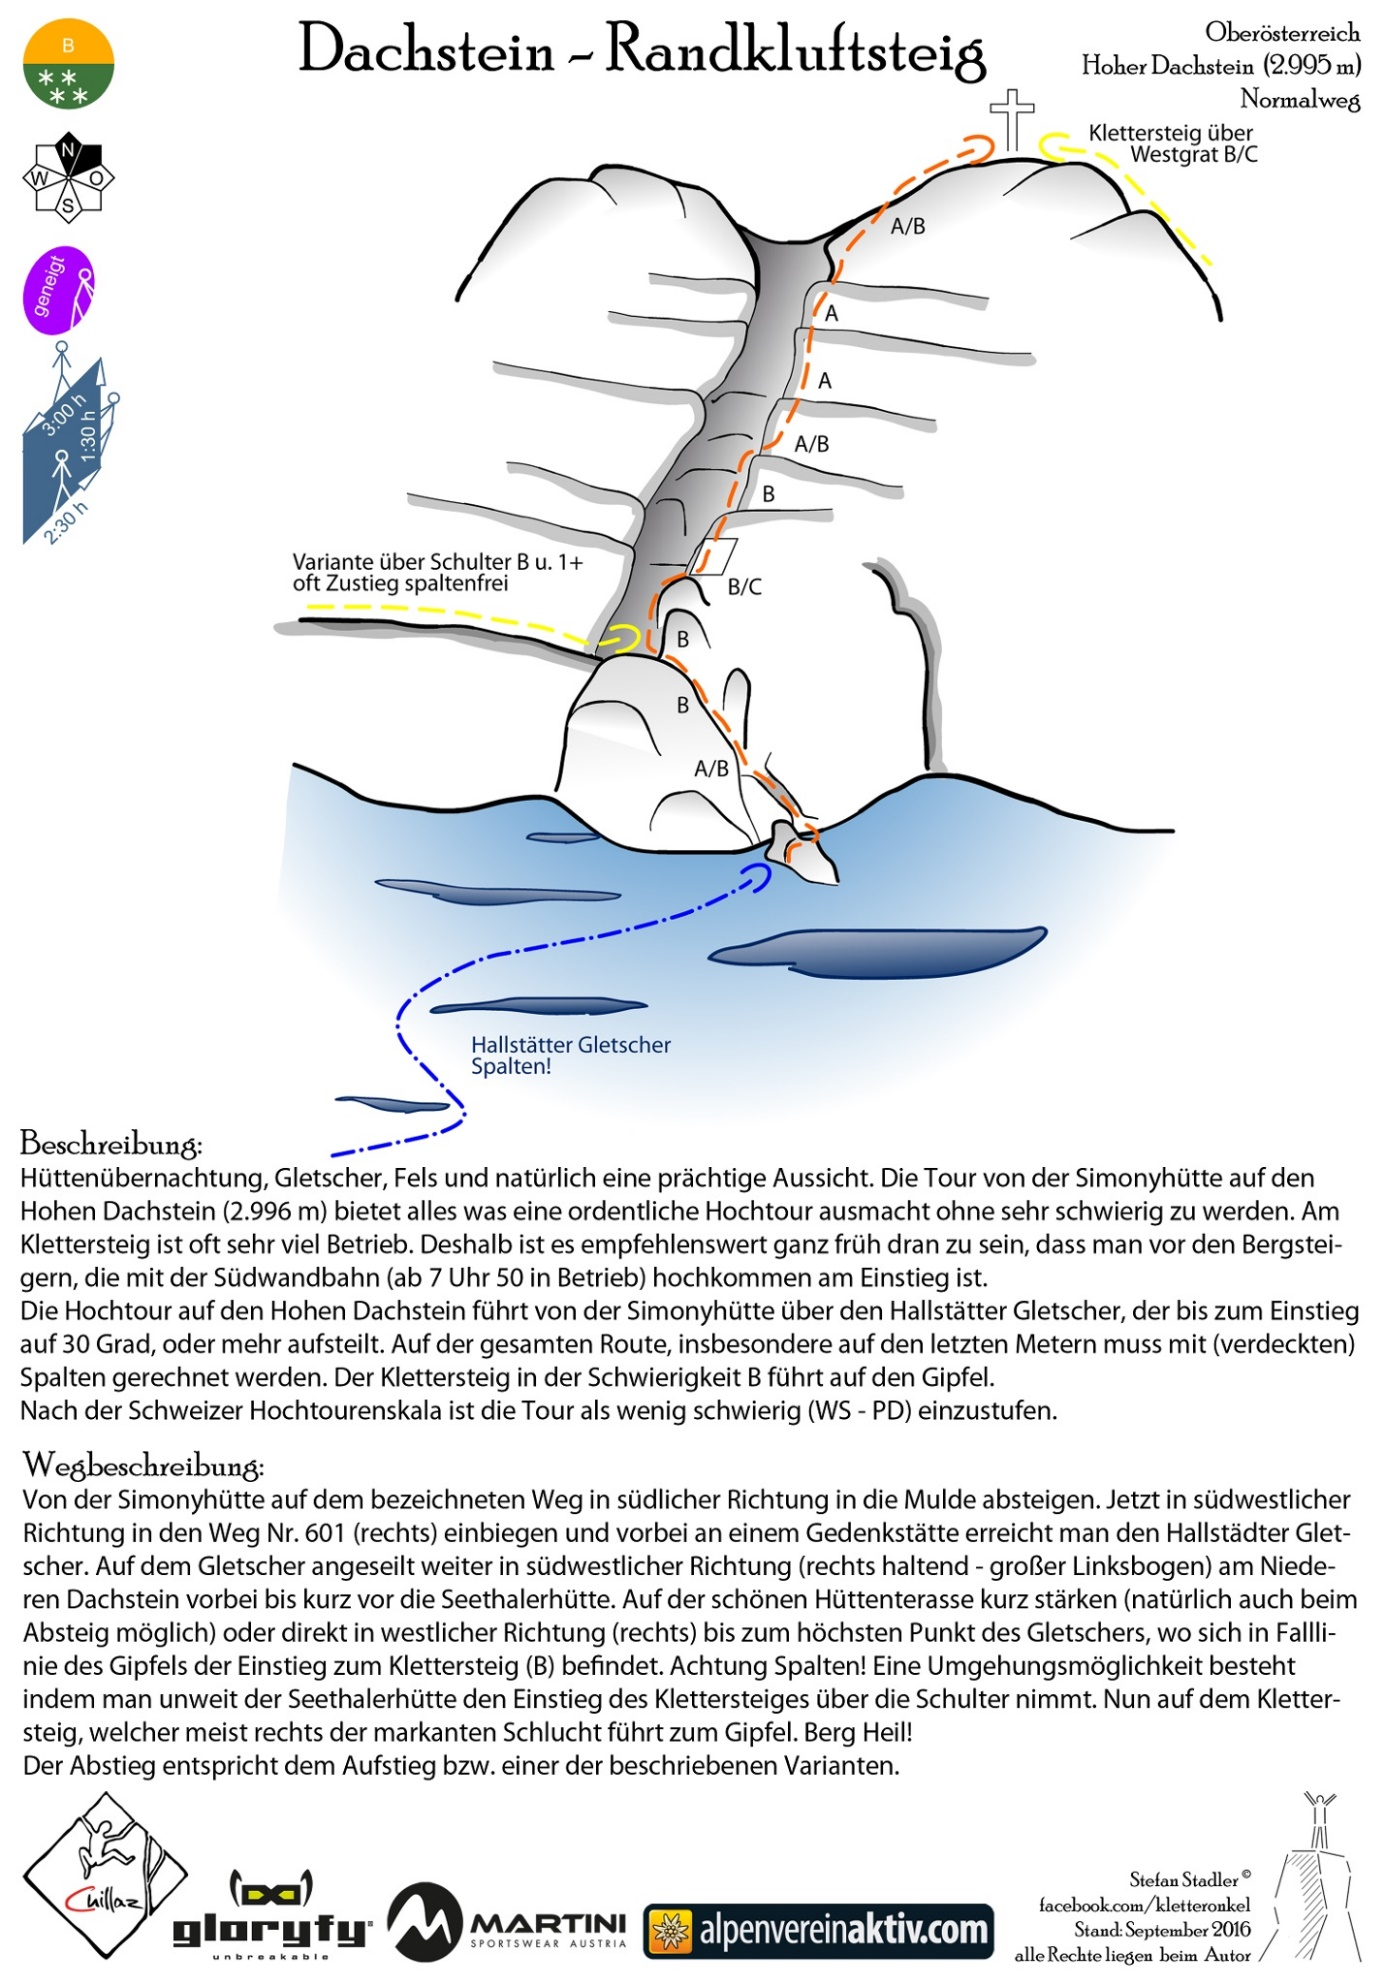 B
Dachstein - Randkluftsteig
Oberösterreich
Hoher Dachstein (2.995 m)
Normalweg
Klettersteig über
Westgrat B/C
N
W O
S
geneigt
3:00 h
1:30 h
2:30 h
A/B
A
A
A/B
B
Variante über Schulter B u. 1+
oft Zustieg spaltenfrei
B/C
B
B
A/B
Hallstätter Gletscher
Spalten!
Beschreibung:
Hüttenübernachtung, Gletscher, Fels und natürlich eine prächtige Aussicht. Die Tour von der Simonyhütte auf den
Hohen Dachstein (2.996 m) bietet alles was eine ordentliche Hochtour ausmacht ohne sehr schwierig zu werden. Am
Klettersteig ist oft sehr viel Betrieb. Deshalb ist es empfehlenswert ganz früh dran zu sein, dass man vor den Bergstei-
gern, die mit der Südwandbahn (ab 7 Uhr 50 in Betrieb) hochkommen am Einstieg ist.
Die Hochtour auf den Hohen Dachstein führt von der Simonyhütte über den Hallstätter Gletscher, der bis zum Einstieg
auf 30 Grad, oder mehr aufsteilt. Auf der gesamten Route, insbesondere auf den letzten Metern muss mit (verdeckten)
Spalten gerechnet werden. Der Klettersteig in der Schwierigkeit B führt auf den Gipfel.
Nach der Schweizer Hochtourenskala ist die Tour als wenig schwierig (WS - PD) einzustufen.
Wegbeschreibung:
Von der Simonyhütte auf dem bezeichneten Weg in südlicher Richtung in die Mulde absteigen. Jetzt in südwestlicher
Richtung in den Weg Nr. 601 (rechts) einbiegen und vorbei an einem Gedenkstätte erreicht man den Hallstädter Glet-
scher. Auf dem Gletscher angeseilt weiter in südwestlicher Richtung (rechts haltend - großer Linksbogen) am Niede-
ren Dachstein vorbei bis kurz vor die Seethalerhütte. Auf der schönen Hüttenterasse kurz stärken (natürlich auch beim
Absteig möglich) oder direkt in westlicher Richtung (rechts) bis zum höchsten Punkt des Gletschers, wo sich in Fallli-
nie des Gipfels der Einstieg zum Klettersteig (B) befindet. Achtung Spalten! Eine Umgehungsmöglichkeit besteht
indem man unweit der Seethalerhütte den Einstieg des Klettersteiges über die Schulter nimmt. Nun auf dem Kletter-
steig, welcher meist rechts der markanten Schlucht führt zum Gipfel. Berg Heil!
Der Abstieg entspricht dem Aufstieg bzw. einer der beschriebenen Varianten.
Chillaz
gloryfy
unbreakable
MARTINI
SPORTSWEAR AUSTRIA
alpenvereinaktiv.com
Stefan Stadler ©
facebook.com/kletteronkel
Stand: September 2016
alle Rechte liegen beim Autor